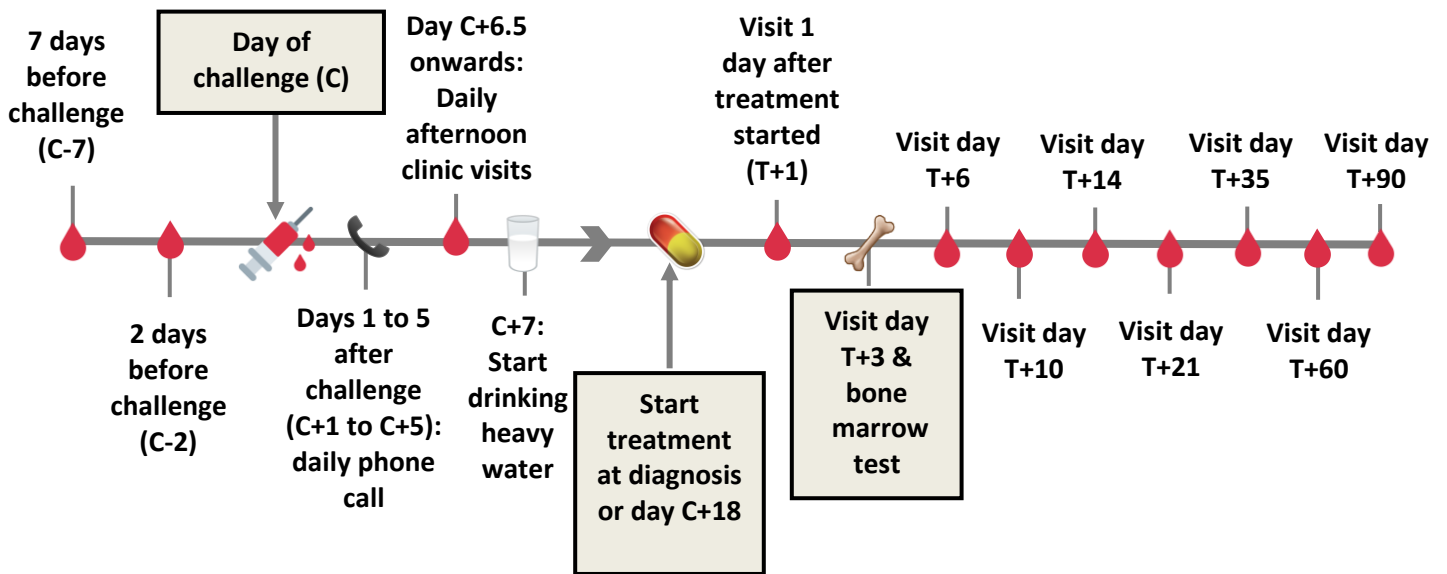 7 days
before
challenge
(C-7)
2 days
before
challenge
(C-2)
Day of
challenge (C)
Days 1 to 5
after
challenge
(C+1 to C+5):
daily phone
call
Day C+6.5
onwards:
Daily
afternoon
clinic visits
C+7:
Start
drinking
heavy
water
Start
treatment
at diagnosis
or day C+18
Visit 1
day after
treatment
started
(T+1)
Visit day
T+3 &
bone
marrow
test
Visit day
T+6
Visit day
T+10
Visit day
T+14
Visit day
T+21
Visit day
T+35
Visit day
T+60
Visit day
T+90